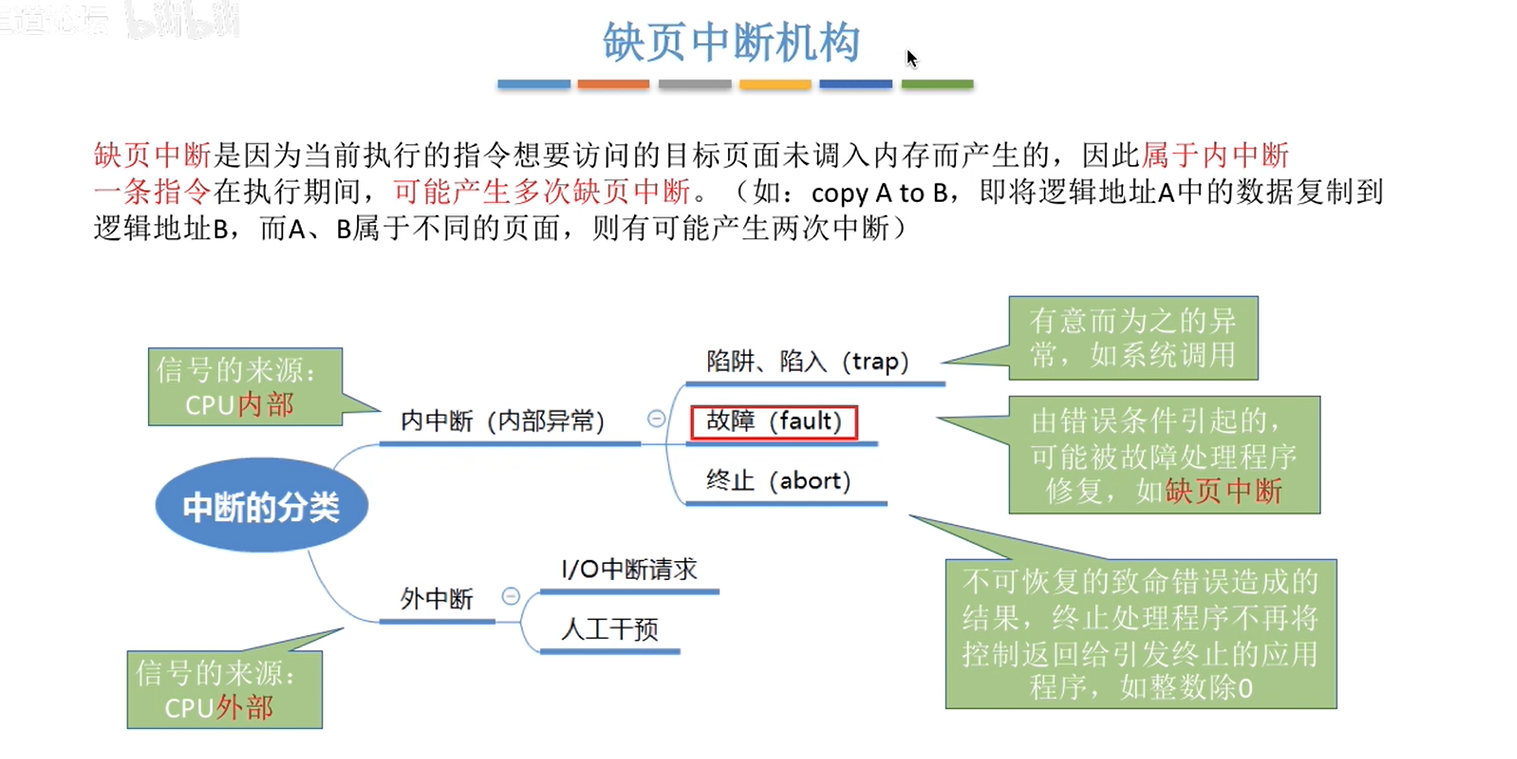 道论坛 bilibili
缺页中断机构
缺页中断是因为当前执行的指令想要访问的目标页面未调入内存而产生的，因此属于内中断
一条指令在执行期间，可能产生多次缺页中断。（如：copy A to B，即将逻辑地址A中的数据复制到
逻辑地址B，而A、B属于不同的页面，则有可能产生两次中断）
信号的来源：
CPU内部
中断的分类
内中断（内部异常）
陷阱、陷入（trap）
有意而为之的异
常，如系统调用
故障（fault）
由错误条件引起的，
可能被故障处理程序
修复，如缺页中断
终止（abort）
不可恢复的致命错误造成的
结果，终止处理程序不再将
控制返回给引发终止的应用
程序，如整数除0
外中断
I/O中断请求
人工干预
信号的来源：
CPU外部